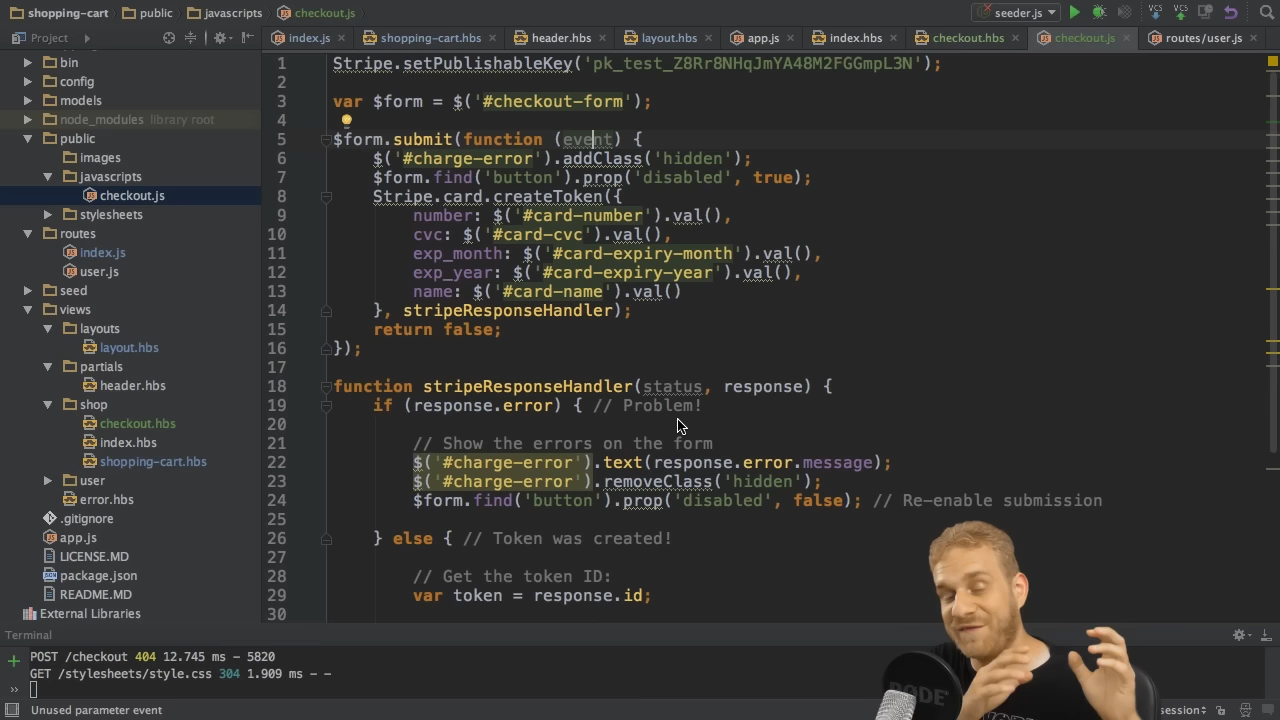 shopping-cart public javascripts checkout.js seeder.js VCS VCS
Project index.js shopping-cart.hbs header.hbs layout.hbs app.js index.hbs checkout.hbs checkout.js routes/user.js
bin
config
models
node_modules library root
public
images
javascripts
checkout.js
stylesheets
routes
index.js
user.js
seed
views
layouts
layout.hbs
partials
header.hbs
shop
checkout.hbs
index.hbs
shopping-cart.hbs
user
error.hbs
.gitignore
app.js
LICENSE.MD
package.json
README.MD
External Libraries
1 Stripe.setPublishableKey('pk_test_Z8Rr8NHqJmYA48M2FGGmpL3N');
2
3 var $form = $('#checkout-form');
4
5 $form.submit(function (event) {
6 $('#charge-error').addClass('hidden');
7 $form.find('button').prop('disabled', true);
8 Stripe.card.createToken({
9 number: $('#card-number').val(),
10 cvc: $('#card-cvc').val(),
11 exp_month: $('#card-expiry-month').val(),
12 exp_year: $('#card-expiry-year').val(),
13 name: $('#card-name').val()
14 }, stripeResponseHandler);
15 return false;
16 });
17
18 function stripeResponseHandler(status, response) {
19 if (response.error) { // Problem!
20
21 // Show the errors on the form
22 $('#charge-error').text(response.error.message);
23 $('#charge-error').removeClass('hidden');
24 $form.find('button').prop('disabled', false); // Re-enable submission
25
26 } else { // Token was created!
27
28 // Get the token ID:
29 var token = response.id;
30
Terminal
POST /checkout 404 12.745 ms - 5820
GET /stylesheets/style.css 304 1.909 ms - -
Unused parameter event
session: